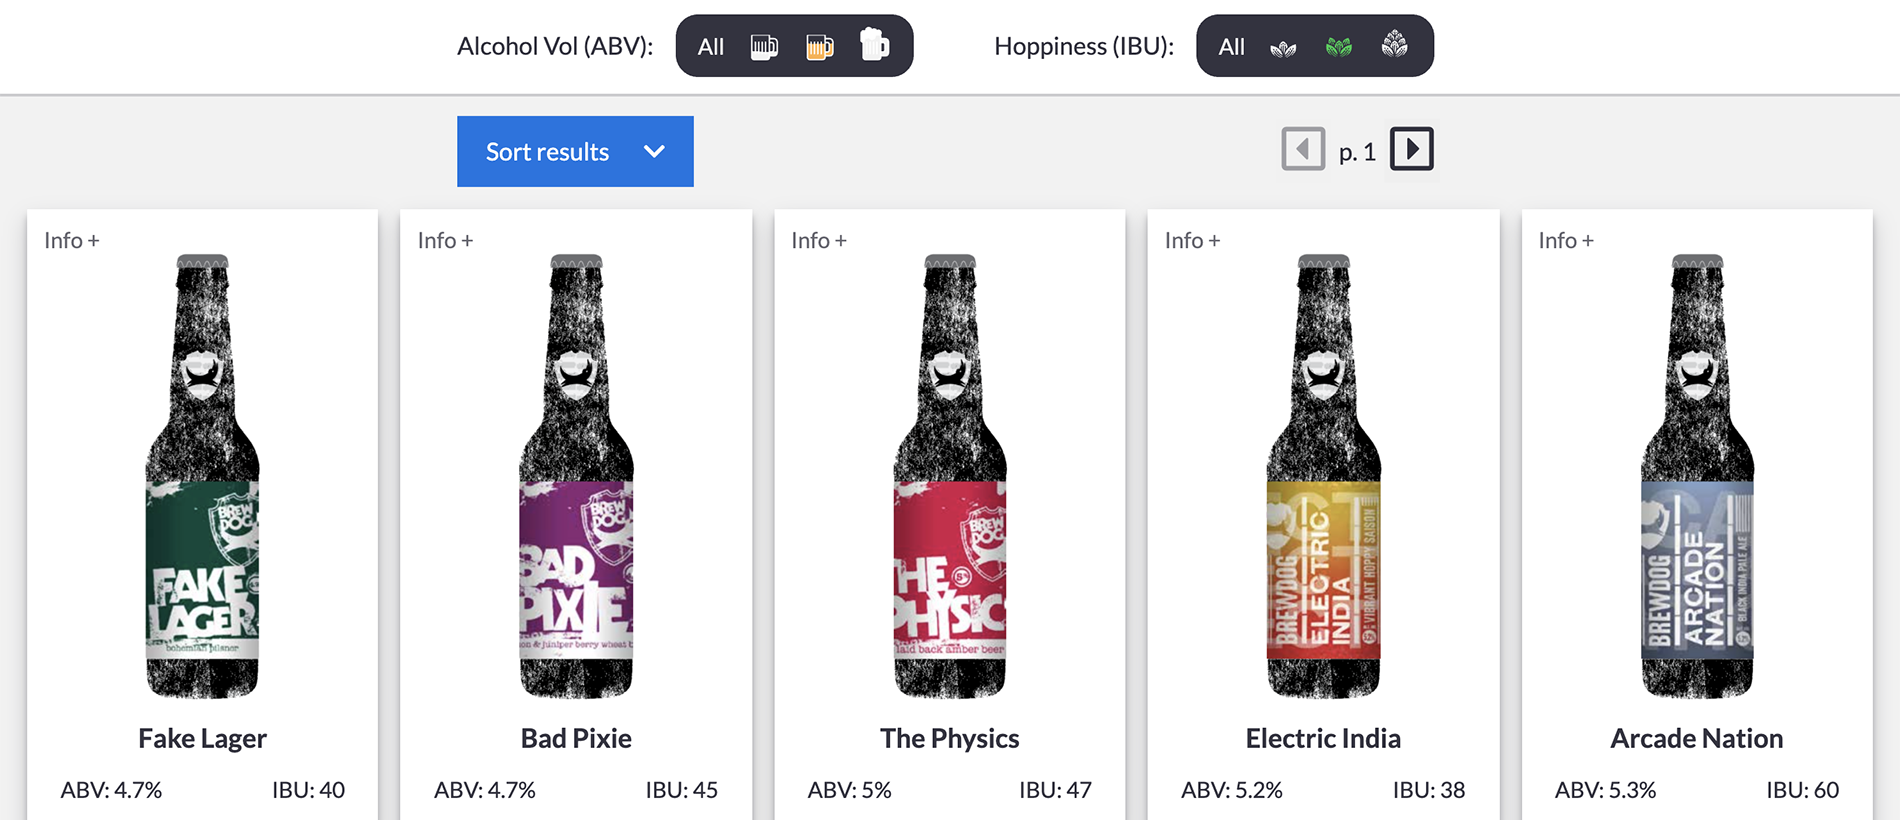 Alcohol Vol (ABV): All
Hoppiness (IBU): All
Sort results
p. 1
Info +
BREW
DOG
FAKE
LAGER
bohemian pilsner
Fake Lager
ABV: 4.7% IBU: 40
Info +
BREW
DOG
BAD
PIXIE
juniper berry wheat
Bad Pixie
ABV: 4.7% IBU: 45
Info +
BREW
DOG
THE
5%
PHYSIC
laid back amber beer
The Physics
ABV: 5% IBU: 47
Info +
BREWDOG
ELECTRIC
INDIA
VIBRANT HOPPY SAISON
Electric India
ABV: 5.2% IBU: 38
Info +
BREWDOG
ARCADE
NATION
BLACK INDIA PALE ALE
Arcade Nation
ABV: 5.3% IBU: 60